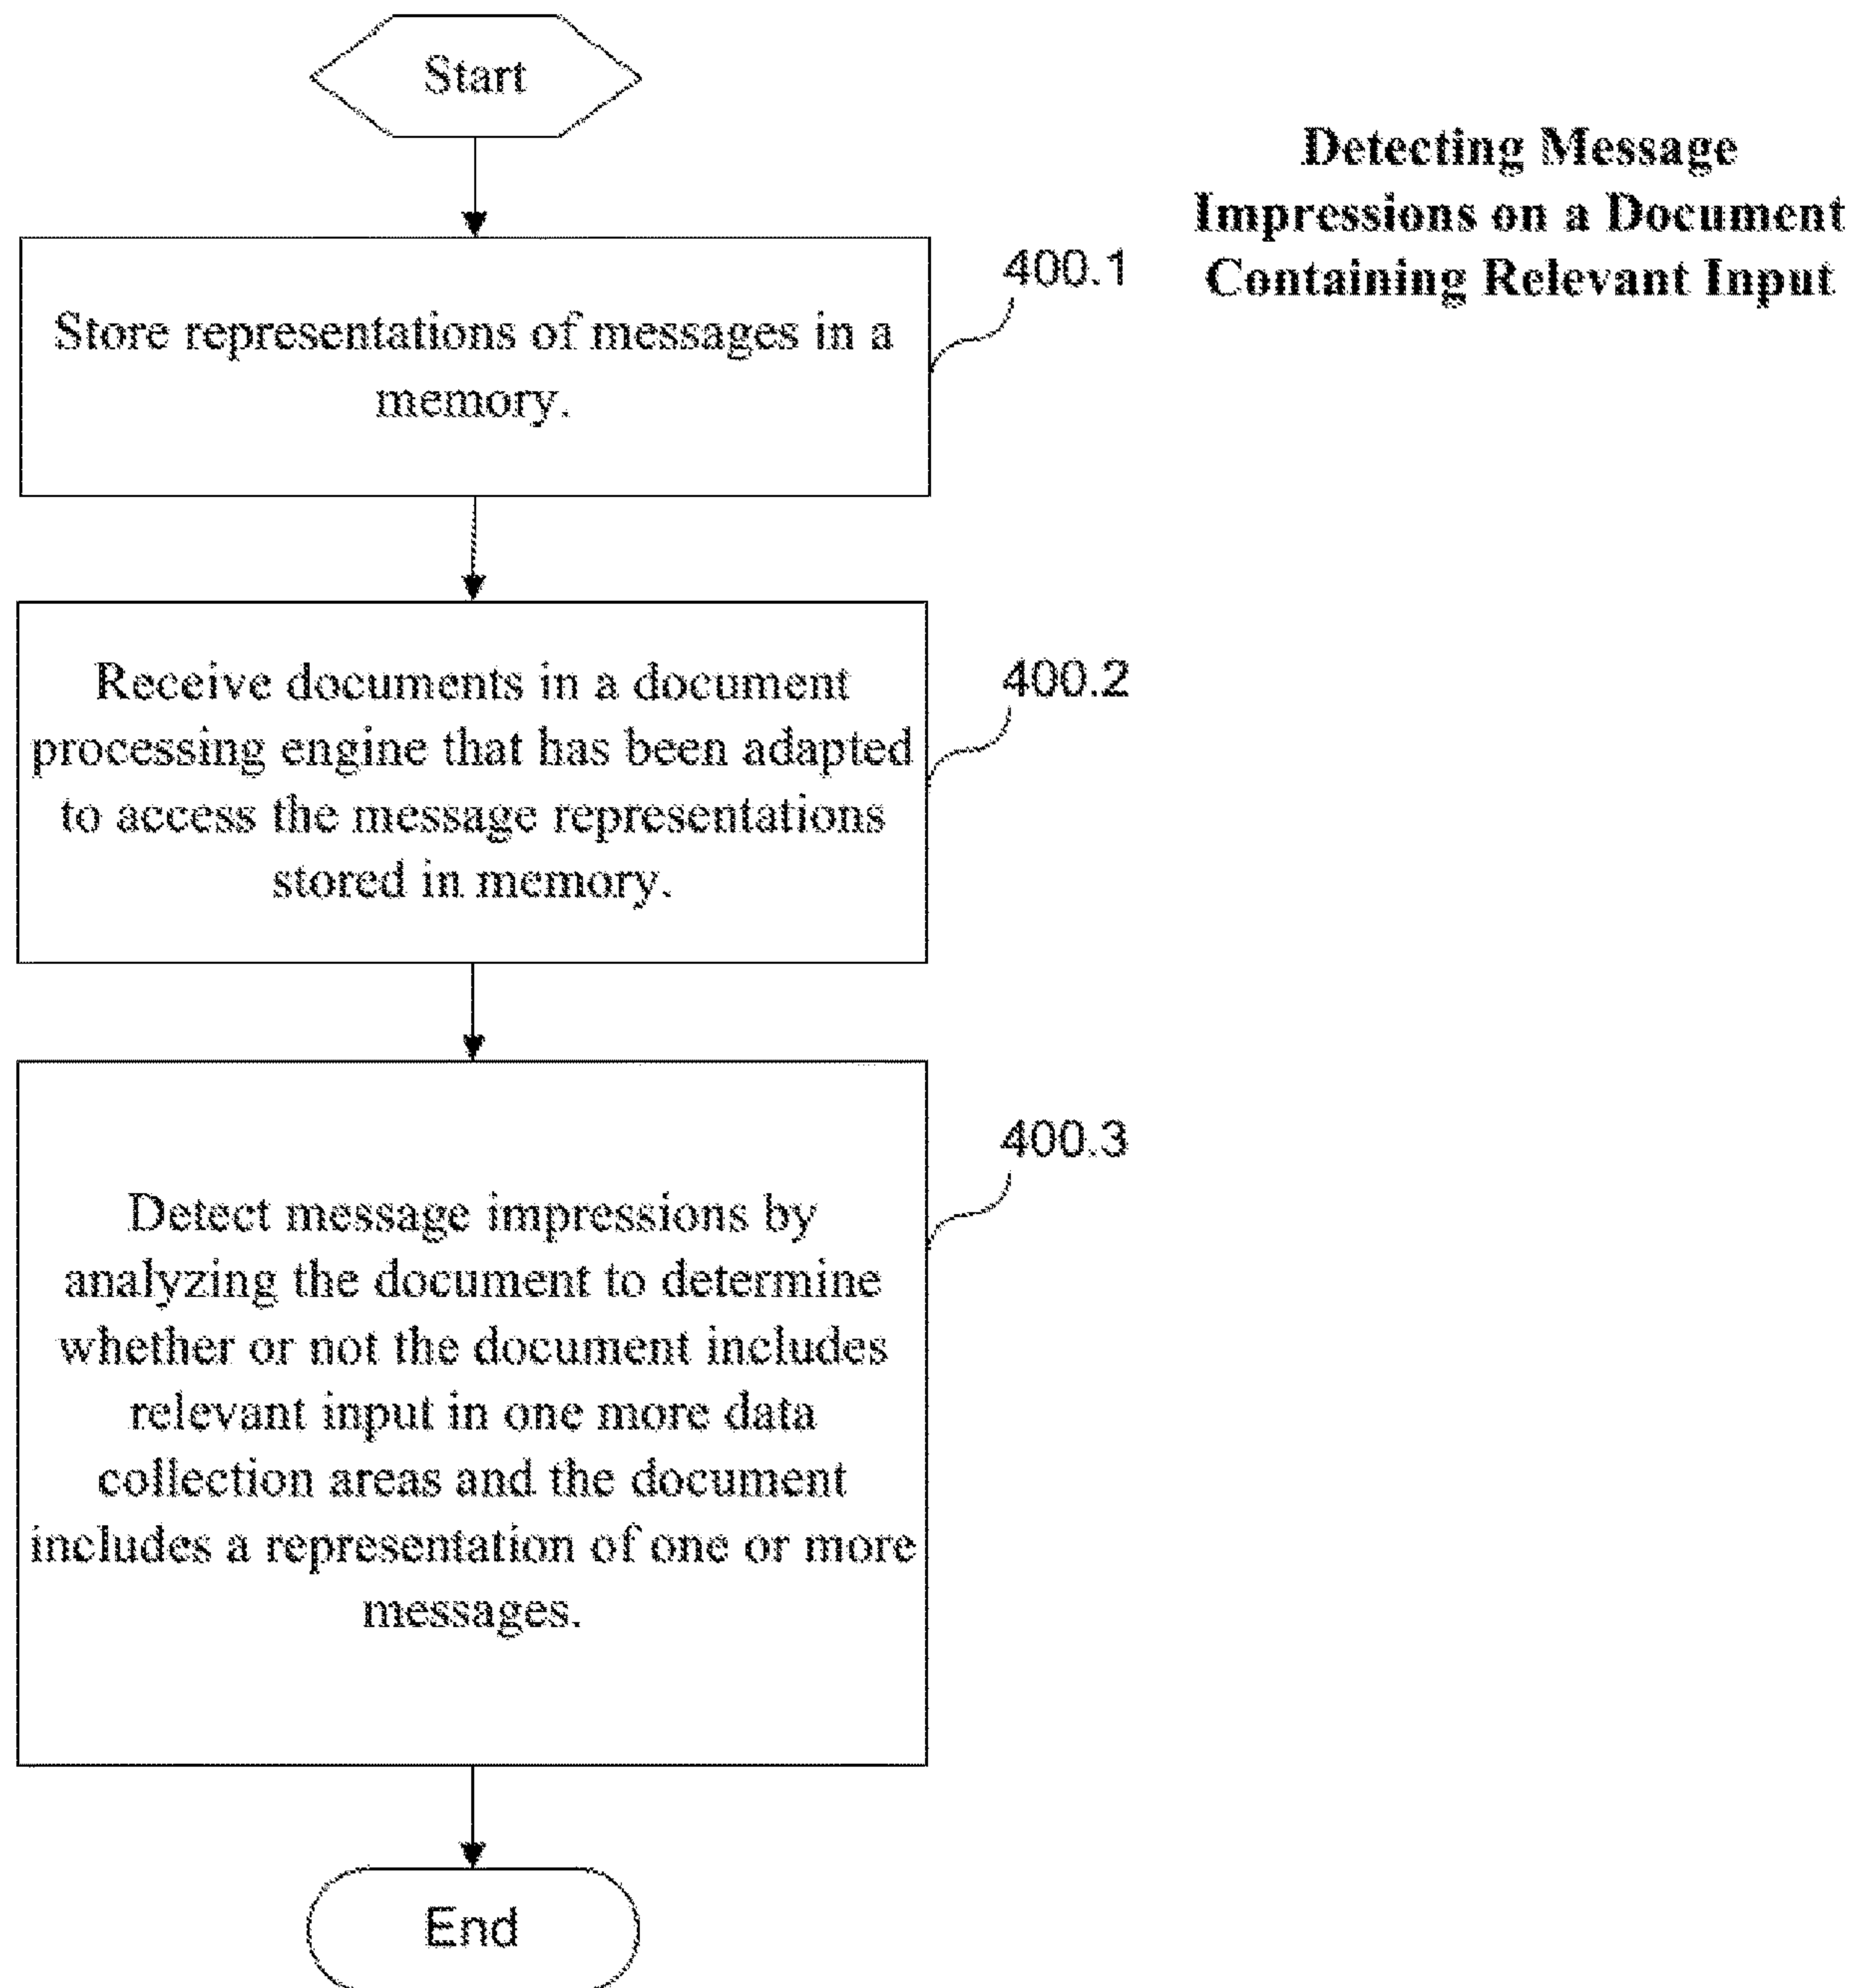 Start
Detecting Message
Impressions on a Document
Containing Relevant Input
400.1
Store representations of messages in a
memory.
400.2
Receive documents in a document
processing engine that has been adapted
to access the message representations
stored in memory.
400.3
Detect message impressions by
analyzing the document to determine
whether or not the document includes
relevant input in one more data
collection areas and the document
includes a representation of one or more
messages.
End